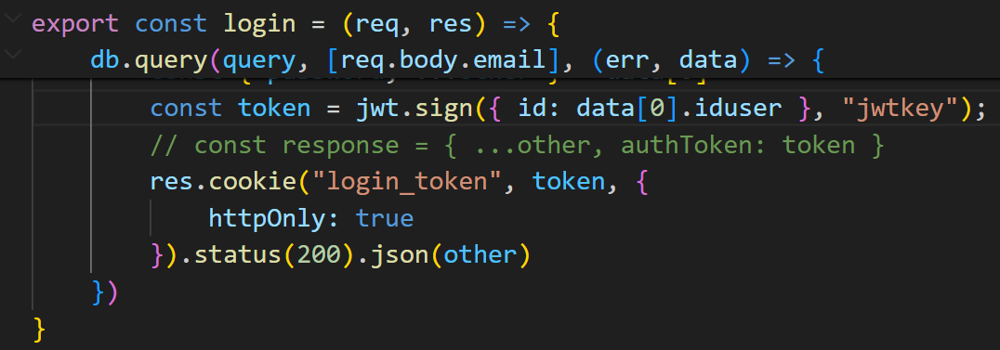 export const login = (req, res) => {
db.query(query, [req.body.email], (err, data) => {
const token = jwt.sign({ id: data[0].iduser }, "jwtkey");
// const response = { ...other, authToken: token }
res.cookie("login_token", token, {
httpOnly: true
}).status(200).json(other)
})
}